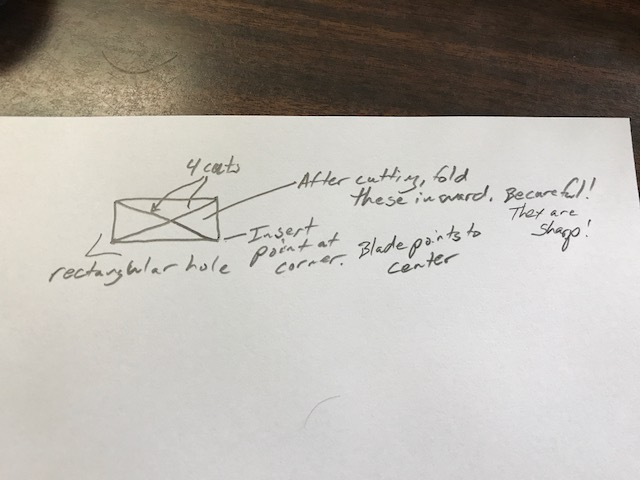 4 cuts
After cutting, fold
these inward. Be careful!
They are
sharp!
Insert
point at
corner. Blade points to
center
rectangular hole